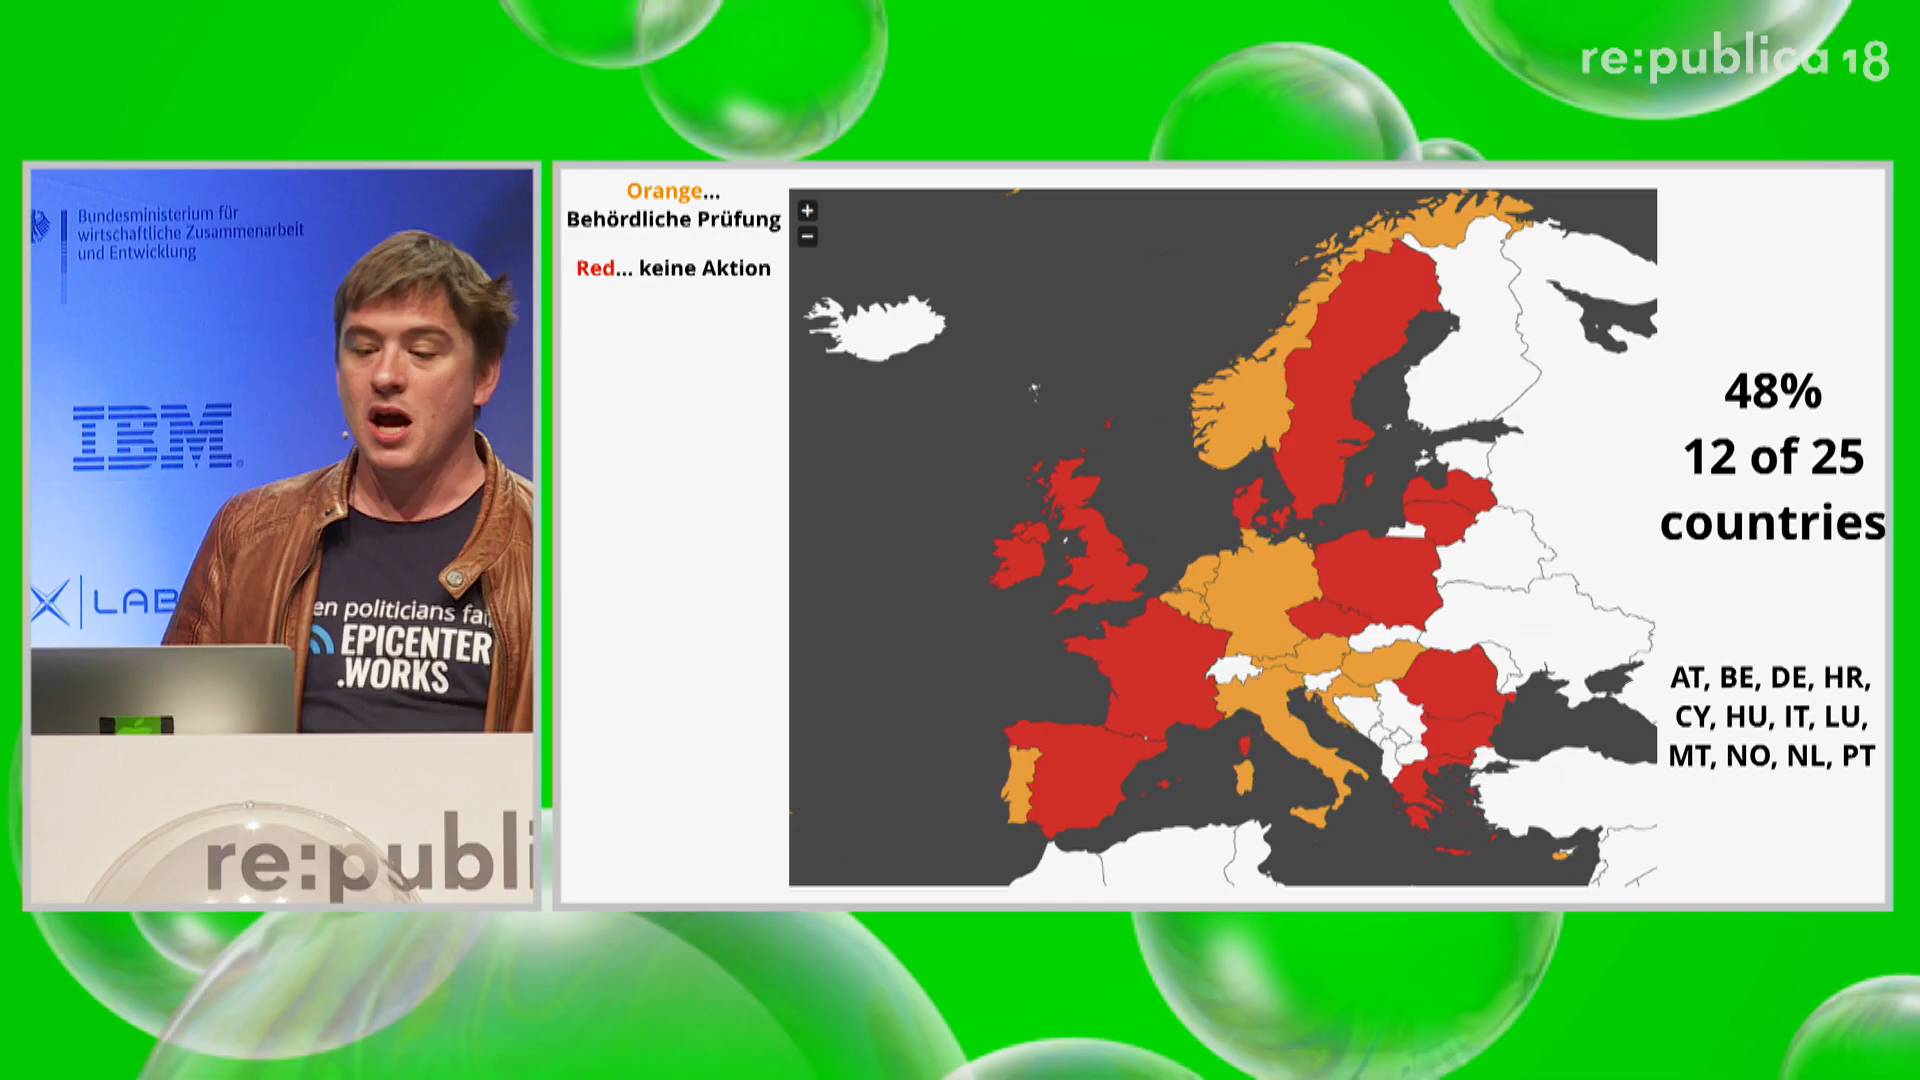 re:publica 18
Bundesministerium für
wirtschaftliche Zusammenarbeit
und Entwicklung
IBM
X LAB
en politicians fai
EPICENTER
.WORKS
re:publi
Orange...
Behördliche Prüfung
Red... keine Aktion
+
−
48%
12 of 25
countries
AT, BE, DE, HR,
CY, HU, IT, LU,
MT, NO, NL, PT